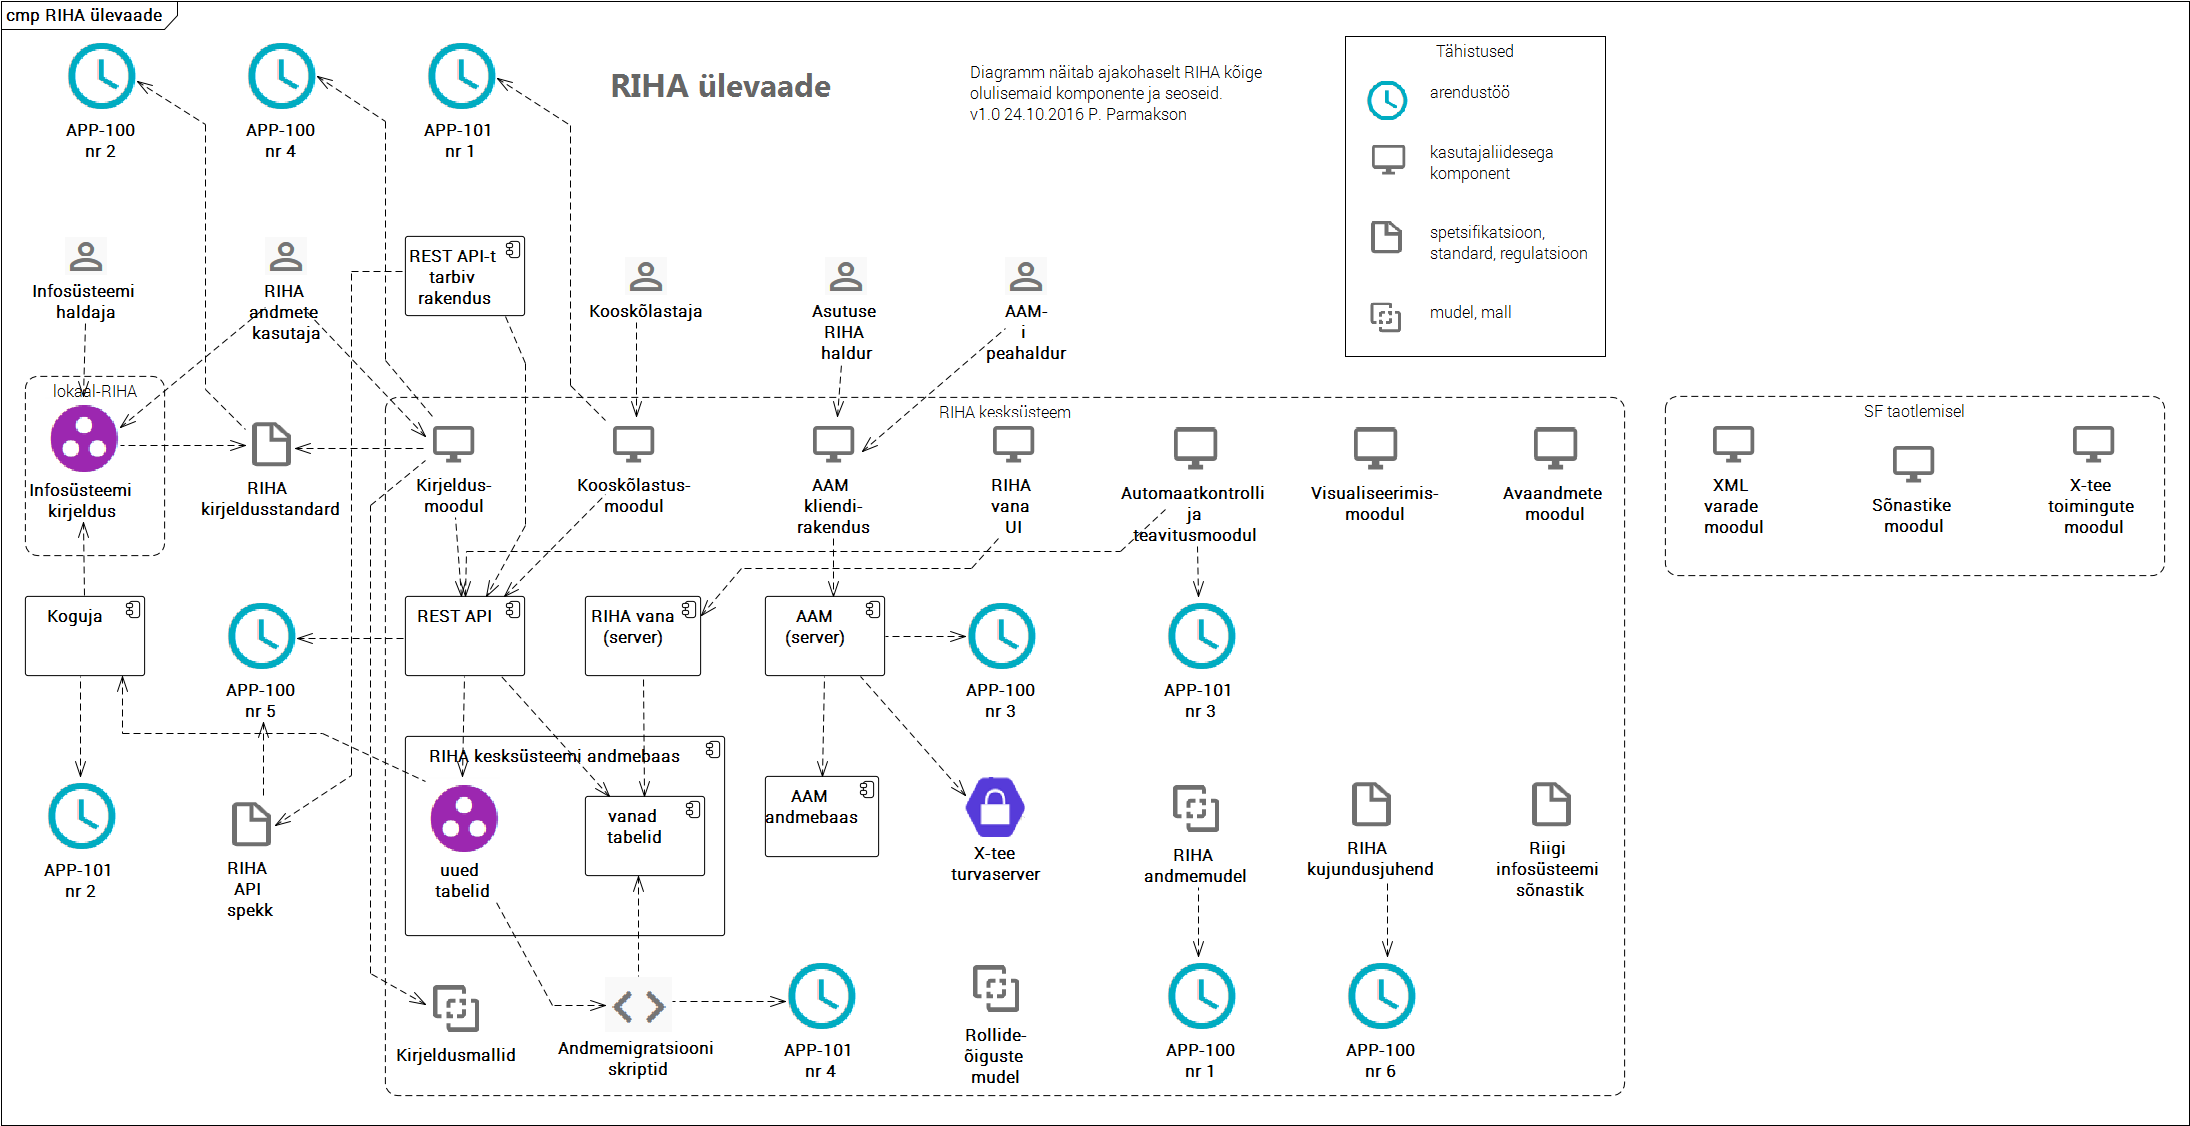 cmp RIHA ülevaade
RIHA ülevaade
Diagramm näitab ajakohaselt RIHA kõige
olulisemaid komponente ja seoseid.
v1.0 24.10.2016 P. Parmakson
Tähistused
arendustöö
kasutajaliidesega
komponent
spetsifikatsioon,
standard, regulatsioon
mudel, mall
APP-100
nr 2
APP-100
nr 4
APP-101
nr 1
Infosüsteemi
haldaja
RIHA
andmete
kasutaja
REST API-t
tarbiv
rakendus
Kooskõlastaja
Asutuse
RIHA
haldur
AAM-
i
peahaldur
lokaal-RIHA
Infosüsteemi
kirjeldus
RIHA
kirjeldusstandard
RIHA kesksüsteem
Kirjeldus-
moodul
Kooskõlastus-
moodul
AAM
kliendi-
rakendus
RIHA
vana
UI
Automaatkontrolli
ja
teavitusmoodul
Visualiseerimis-
moodul
Avaandmete
moodul
SF taotlemisel
XML
varade
moodul
Sõnastike
moodul
X-tee
toimingute
moodul
Koguja
APP-100
nr 5
REST API
RIHA vana
(server)
AAM
(server)
APP-100
nr 3
APP-101
nr 3
APP-101
nr 2
RIHA
API
spekk
RIHA kesksüsteemi andmebaas
uued
tabelid
vanad
tabelid
AAM
andmebaas
X-tee
turvaserver
RIHA
andmemudel
RIHA
kujundusjuhend
Riigi
infosüsteemi
sõnastik
Kirjeldusmallid
Andmemigratsiooni
skriptid
APP-101
nr 4
Rollide-
õiguste
mudel
APP-100
nr 1
APP-100
nr 6